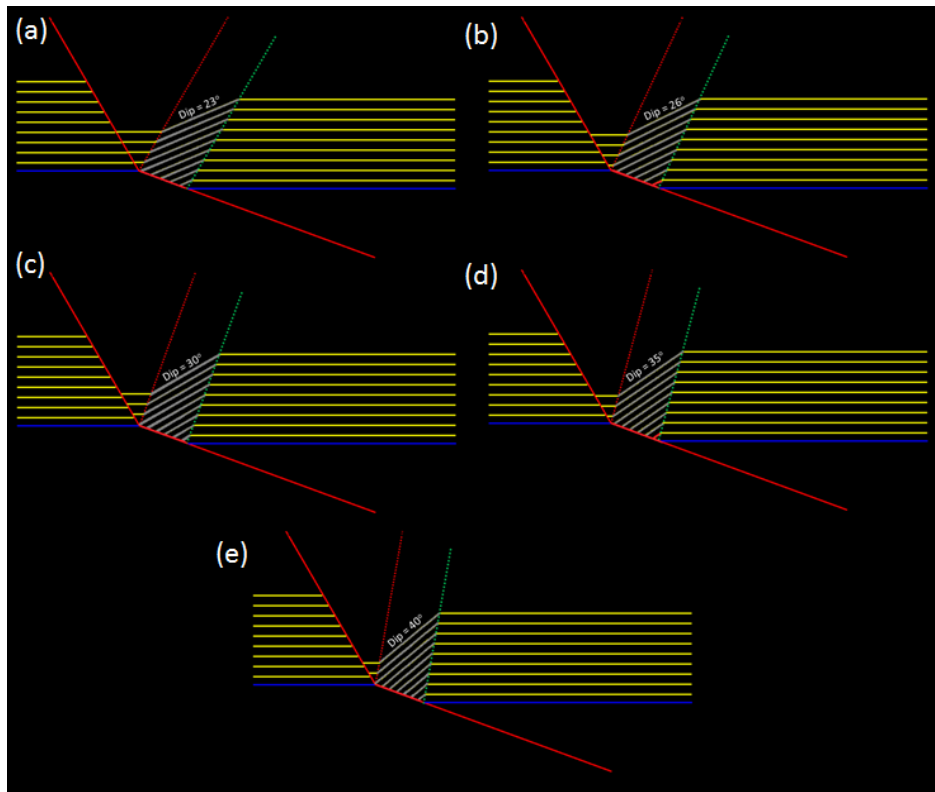 (a)
Dip = 23°
(b)
Dip = 26°
(c)
Dip = 30°
(d)
Dip = 35°
(e)
Dip = 40°